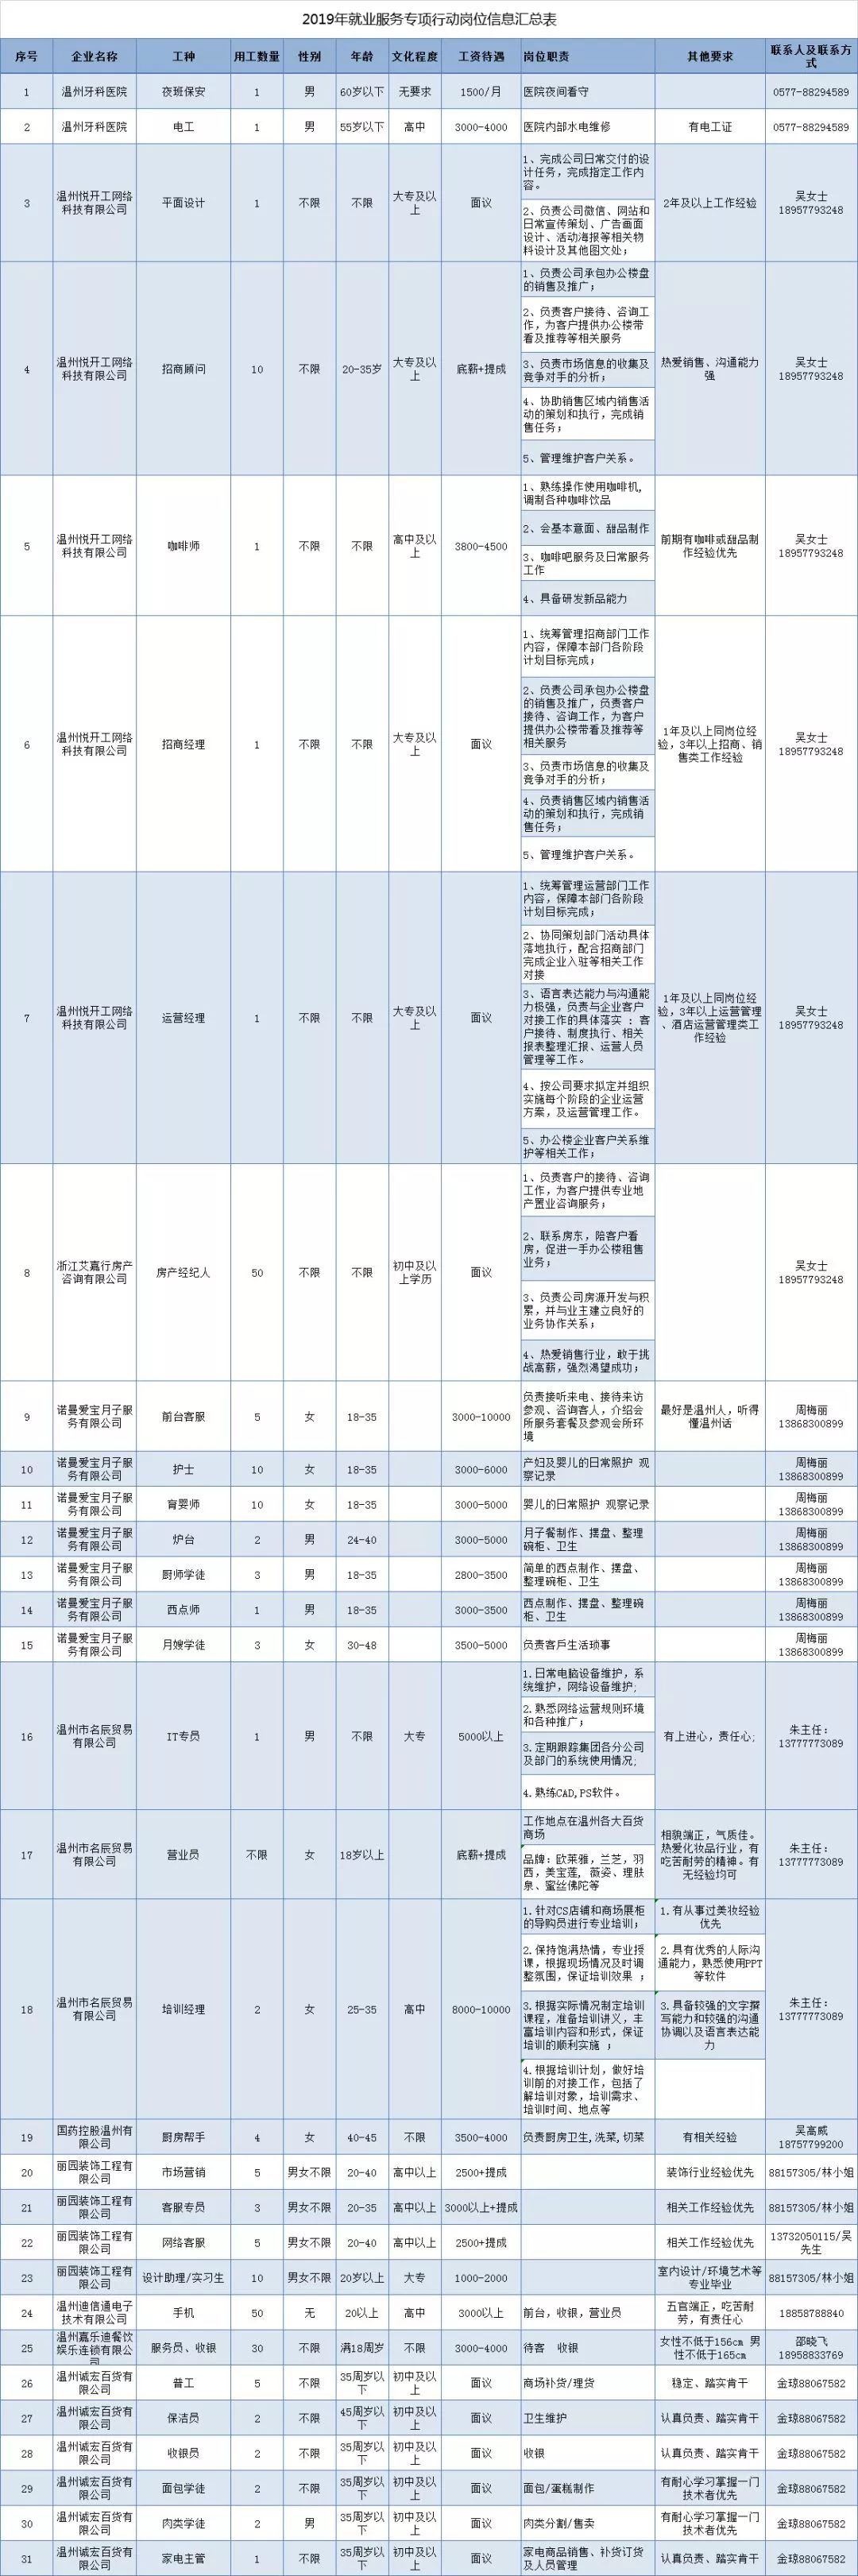 2019年就业服务专项行动岗位信息汇总表
序号 企业名称 工种 用工数量 性别 年龄 文化程度 工资待遇 岗位职责 其他要求 联系人及联系方
式
1 温州牙科医院 夜班保安 1 男 60岁以下 无要求 1500/月 医院夜间看守 0577-88294589
2 温州牙科医院 电工 1 男 55岁以下 高中 3000-4000 医院内部水电维修 有电工证 0577-88294589
3 温州悦开工网络
科技有限公司 平面设计 1 不限 不限 大专及以
上 面议
1、完成公司日常交付的设
计任务，完成指定工作内
容。
2、负责公司微信、网站和
日常宣传策划、广告画面
设计、活动海报等相关物
料设计及其他图文处；
2年及以上工作经验 吴女士
18957793248
4 温州悦开工网络
科技有限公司 招商顾问 10 不限 20-35岁 大专及以
上 底薪+提成
1、负责公司承包办公楼盘
的销售及推广；
2、负责客户接待、咨询工
作，为客户提供办公楼带
看及推荐等相关服务
3、负责市场信息的收集及
竞争对手的分析；
4、协助销售区域内销售活
动的策划和执行，完成销
售任务；
5、管理维护客户关系。
热爱销售、沟通能力
强 吴女士
18957793248
5 温州悦开工网络
科技有限公司 咖啡师 1 不限 不限 高中及以
上 3800-4500
1、熟练操作使用咖啡机,
调制各种咖啡饮品
2、会基本意面、甜品制作
3、咖啡吧服务及日常服务
工作
4、具备研发新品能力
前期有咖啡或甜品制
作经验优先 吴女士
18957793248
6 温州悦开工网络
科技有限公司 招商经理 1 不限 不限 大专及以
上 面议
1、统筹管理招商部门工作
内容，保障本部门各阶段
计划目标完成；
2、负责公司承包办公楼盘
的销售及推广，负责客户
接待、咨询工作，为客户
提供办公楼带看及推荐等
相关服务
3、负责市场信息的收集及
竞争对手的分析；
4、负责销售区域内销售活
动的策划和执行，完成销
售任务；
5、管理维护客户关系。
1年及以上同岗位经
验，3年以上招商、销
售类工作经验 吴女士
18957793248
7 温州悦开工网络
科技有限公司 运营经理 1 不限 不限 大专及以
上 面议
1、统筹管理运营部门工作
内容，保障本部门各阶段
计划目标完成；
2、协同策划部门活动具体
落地执行，配合招商部门
完成企业入驻等相关工作
对接
3、语言表达能力与沟通能
力极强，负责与企业客户
对接工作的具体落实 ：客
户接待、制度执行、相关
报表整理汇报、运营人员
管理等工作。
4、按公司要求拟定并组织
实施每个阶段的企业运营
方案，及运营管理工作。
5、办公楼企业客户关系维
护等相关工作；
1年及以上同岗位经
验，3年以上运营管理
、酒店运营管理类工
作经验 吴女士
18957793248
8 浙江艾嘉行房产
咨询有限公司 房产经纪人 50 不限 不限 初中及以
上学历 面议
1、负责客户的接待、咨询
工作，为客户提供专业地
产置业咨询服务；
2、联系房东，陪客户看
房，促进一手办公楼租售
业务；
3、负责公司房源开发与积
累，并与业主建立良好的
业务协作关系；
4、热爱销售行业，敢于挑
战高薪，强烈渴望成功；
吴女士
18957793248
9 诺曼爱宝月子服
务有限公司 前台客服 5 女 18-35 3000-10000
负责接听来电、接待来访
参观、咨询客人，介绍会
所服务套餐及参观会所环
境
最好是温州人，听得
懂温州话 周梅丽
13868300899
10 诺曼爱宝月子服
务有限公司 护士 10 女 18-35 3000-6000 产妇及婴儿的日常照护 观
察记录 周梅丽
13868300899
11 诺曼爱宝月子服
务有限公司 育婴师 10 女 18-35 3000-5000 婴儿的日常照护 观察记录 周梅丽
13868300899
12 诺曼爱宝月子服
务有限公司 炉台 2 男 24-40 3000-5000 月子餐制作、摆盘、整理
碗柜、卫生 周梅丽
13868300899
13 诺曼爱宝月子服
务有限公司 厨师学徒 3 男 18-35 2800-3500 简单的西点制作、摆盘、
整理碗柜、卫生 周梅丽
13868300899
14 诺曼爱宝月子服
务有限公司 西点师 1 男 18-35 3000-3500 西点制作、摆盘、整理碗
柜、卫生 周梅丽
13868300899
15 诺曼爱宝月子服
务有限公司 月嫂学徒 3 女 30-48 3500-5000 负责客戶生活琐事 周梅丽
13868300899
16 温州市名辰贸易
有限公司 IT专员 1 男 不限 大专 5000以上
1.日常电脑设备维护，系
统维护，网络设备维护;
2.熟悉网络运营规则环境
和各种推广；
3.定期跟踪集团各分公司
及部门的系统使用情况;
4.熟练CAD,PS软件。
有上进心，责任心; 朱主任：
13777773089
17 温州市名辰贸易
有限公司 营业员 不限 女 18岁以上 底薪+提成
工作地点在温州各大百货
商场
品牌：欧莱雅，兰芝，羽
西，美宝莲, 薇姿、理肤
泉、蜜丝佛陀等
相貌端正，气质佳。
热爱化妆品行业，有
吃苦耐劳的精神。有
无经验均可 朱主任：
13777773089
18 温州市名辰贸易
有限公司 培训经理 2 女 25-35 高中 8000-10000
1.针对CS店铺和商场展柜
的导购员进行专业培训；
2.保持饱满热情，专业授
课，根据现场情况及时调
整氛围，保证培训效果 ；
3.根据实际情况制定培训
课程，准备培训讲义，丰
富培训内容和形式，保证
培训的顺利实施 ；
4.根据培训计划，做好培
训前的对接工作，包括了
解培训对象，培训需求、
培训时间、地点等
1.有从事过美妆经验
优先
2.具有优秀的人际沟
通能力，熟悉使用PPT
等软件
3.具备较强的文字撰
写能力和较强的沟通
协调以及语言表达能
力
朱主任：
13777773089
19 国药控股温州有
限公司 厨房帮手 4 女 40-45 不限 3500-4000 负责厨房卫生,洗菜,切菜 有相关经验 吴高威
18757799200
20 丽园装饰工程有
限公司 市场营销 5 男女不限 20-40 高中以上 2500+提成 装饰行业经验优先 88157305/林小姐
21 丽园装饰工程有
限公司 客服专员 3 男女不限 20-35 高中以上 3000以上+提成 相关工作经验优先 88157305/林小姐
22 丽园装饰工程有
限公司 网络客服 5 男女不限 20-40 高中以上 2500+提成 相关工作经验优先 13732050115/吴
先生
23 丽园装饰工程有
限公司 设计助理/实习生 10 男女不限 20岁以上 大专 1000-2000 室内设计/环境艺术等
专业毕业 88157305/林小姐
24 温州迪信通电子
技术有限公司 手机 50 无 20以上 高中 3000以上 前台，收银，营业员 五官端正，吃苦耐
劳，有责任心 18858788840
25 温州嘉乐迪餐饮
娱乐连锁有限公
司 服务员、收银 30 不限 满18周岁 不限 3000-4000 待客 收银 女性不低于156cm 男
性不低于165cm 邵晓飞
18958833769
26 温州诚宏百货有
限公司 普工 5 不限 35周岁以
下 初中及以
上 面议 商场补货/理货 稳定、踏实肯干 金琼88067582
27 温州诚宏百货有
限公司 保洁员 2 不限 45周岁以
下 初中及以
上 面议 卫生维护 认真负责、踏实肯干 金琼88067582
28 温州诚宏百货有
限公司 收银员 2 不限 35周岁以
下 初中及以
上 面议 收银 认真负责、踏实肯干 金琼88067582
29 温州诚宏百货有
限公司 面包学徒 2 不限 35周岁以
下 初中及以
上 面议 面包/蛋糕制作 有耐心学习掌握一门
技术者优先 金琼88067582
30 温州诚宏百货有
限公司 肉类学徒 2 男 35周岁以
下 初中及以
上 面议 肉类分割/售卖 有耐心学习掌握一门
技术者优先 金琼88067582
31 温州诚宏百货有
限公司 家电主管 1 不限 35周岁以
下 初中及以
上 面议 家电商品销售、补货订货
及人员管理 认真负责、踏实肯干 金琼88067582